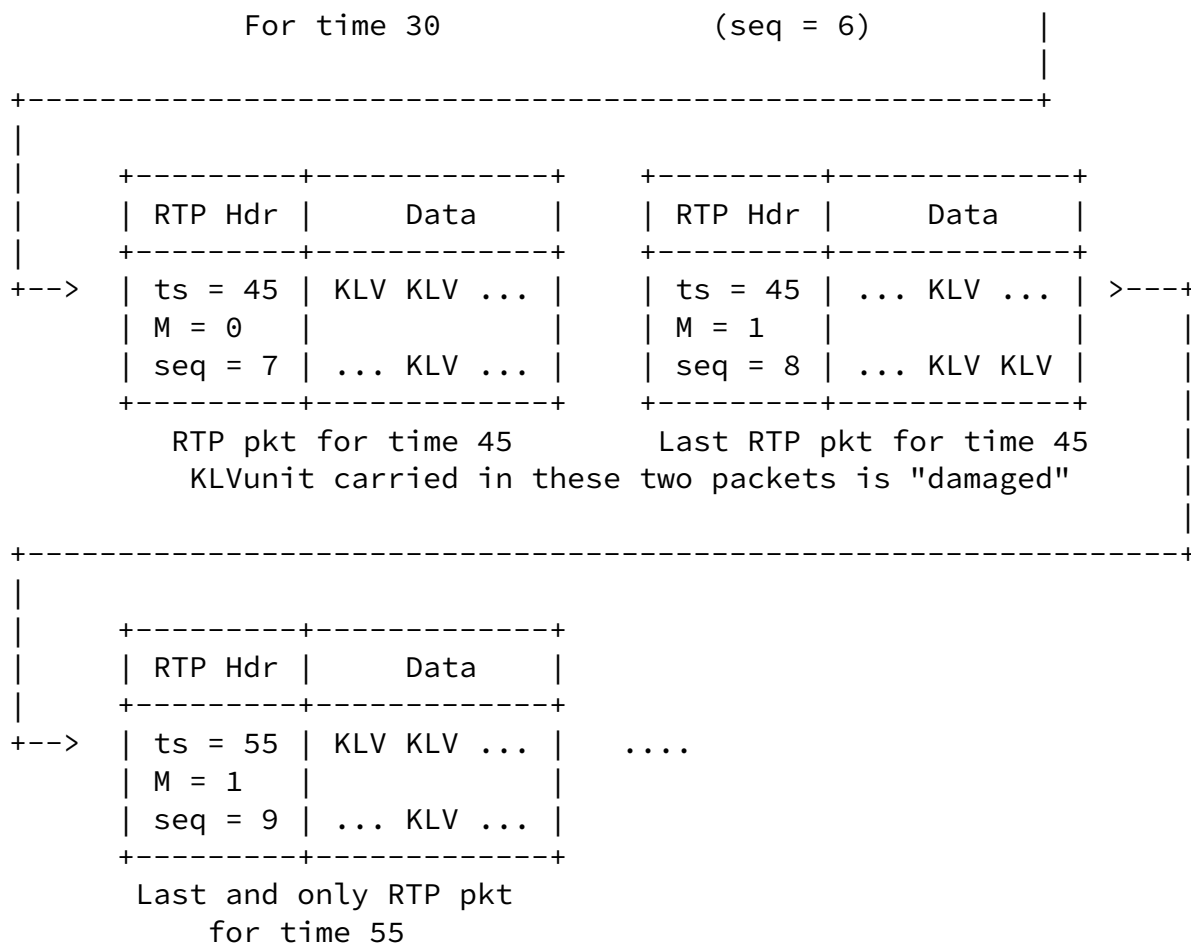 For time 30                (seq = 6)          |
                                              |
+--------------------------------------------------------+
|
|     +---------+-------------+    +---------+-------------+
|     | RTP Hdr |     Data    |    | RTP Hdr |     Data    |
|     +---------+-------------+    +---------+-------------+
+-->  | ts = 45 | KLV KLV ... |    | ts = 45 | ... KLV ... | >---+
      | M = 0   |             |    | M = 1   |             |     |
      | seq = 7 | ... KLV ... |    | seq = 8 | ... KLV KLV |     |
      +---------+-------------+    +---------+-------------+     |
        RTP pkt for time 45        Last RTP pkt for time 45      |
         KLVunit carried in these two packets is "damaged"       |
                                                                 |
+----------------------------------------------------------------+
|
|     +---------+-------------+
|     | RTP Hdr |     Data    |
|     +---------+-------------+
+-->  | ts = 55 | KLV KLV ... |   ....
      | M = 1   |             |
      | seq = 9 | ... KLV ... |
      +---------+-------------+
       Last and only RTP pkt
          for time 55